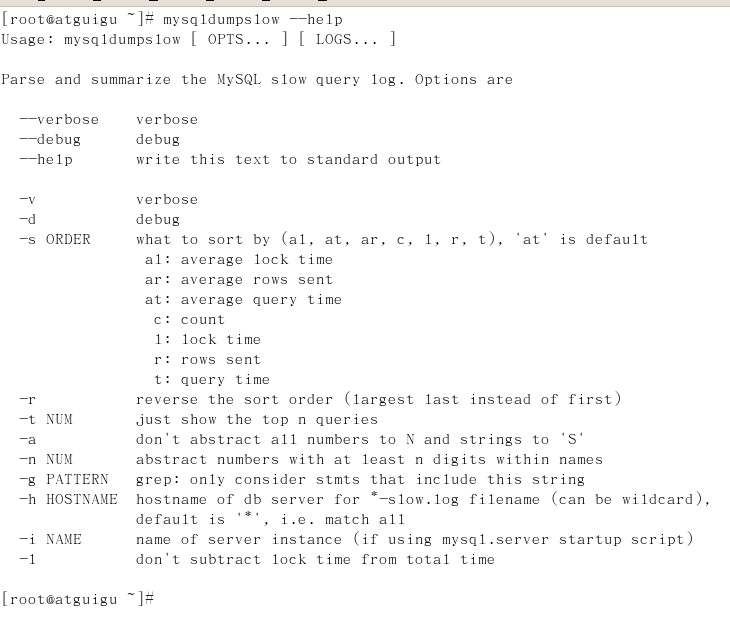 [root@atguigu ~]# mysqldumpslow --help
Usage: mysqldumpslow [ OPTS... ] [ LOGS... ]
Parse and summarize the MySQL slow query log. Options are
--verbose    verbose
--debug      debug
--help       write this text to standard output
-v           verbose
-d           debug
-s ORDER     what to sort by (al, at, ar, c, l, r, t), 'at' is default
al: average lock time
ar: average rows sent
at: average query time
c: count
l: lock time
r: rows sent
t: query time
-r           reverse the sort order (largest last instead of first)
-t NUM       just show the top n queries
-a           don't abstract all numbers to N and strings to 'S'
-n NUM       abstract numbers with at least n digits within names
-g PATTERN   grep: only consider stmts that include this string
-h HOSTNAME  hostname of db server for *-slow.log filename (can be wildcard),
default is '*', i.e. match all
-i NAME      name of server instance (if using mysql.server startup script)
-l           don't subtract lock time from total time
[root@atguigu ~]#